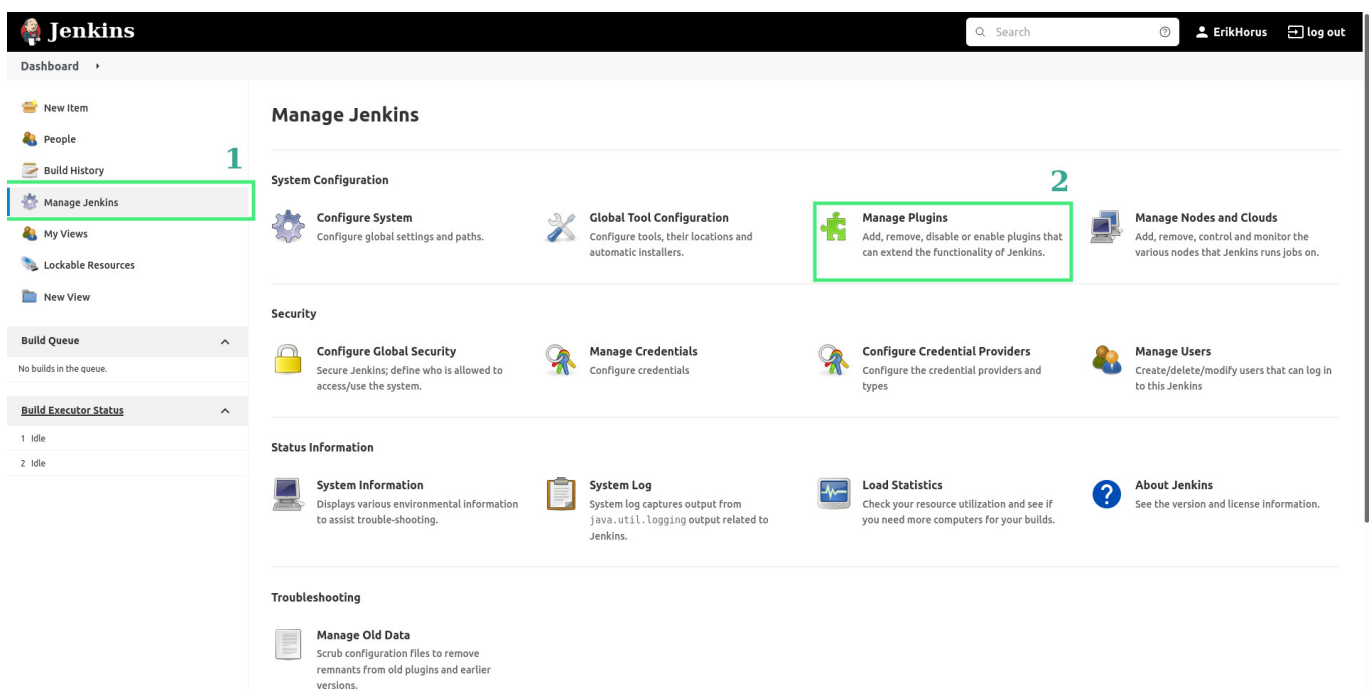 Jenkins
Search
ErikHorus
log out
Dashboard
New Item
People
Build History
1
Manage Jenkins
My Views
Lockable Resources
New View
Build Queue
No builds in the queue.
Build Executor Status
1 Idle
2 Idle
Manage Jenkins
System Configuration
2
Configure System
Configure global settings and paths.
Global Tool Configuration
Configure tools, their locations and
automatic installers.
Manage Plugins
Add, remove, disable or enable plugins that
can extend the functionality of Jenkins.
Manage Nodes and Clouds
Add, remove, control and monitor the
various nodes that Jenkins runs jobs on.
Security
Configure Global Security
Secure Jenkins; define who is allowed to
access/use the system.
Manage Credentials
Configure credentials
Configure Credential Providers
Configure the credential providers and
types
Manage Users
Create/delete/modify users that can log in
to this Jenkins
Status Information
System Information
Displays various environmental information
to assist trouble-shooting.
System Log
System log captures output from
java.util.logging output related to
Jenkins.
Load Statistics
Check your resource utilization and see if
you need more computers for your builds.
About Jenkins
See the version and license information.
Troubleshooting
Manage Old Data
Scrub configuration files to remove
remnants from old plugins and earlier
versions.